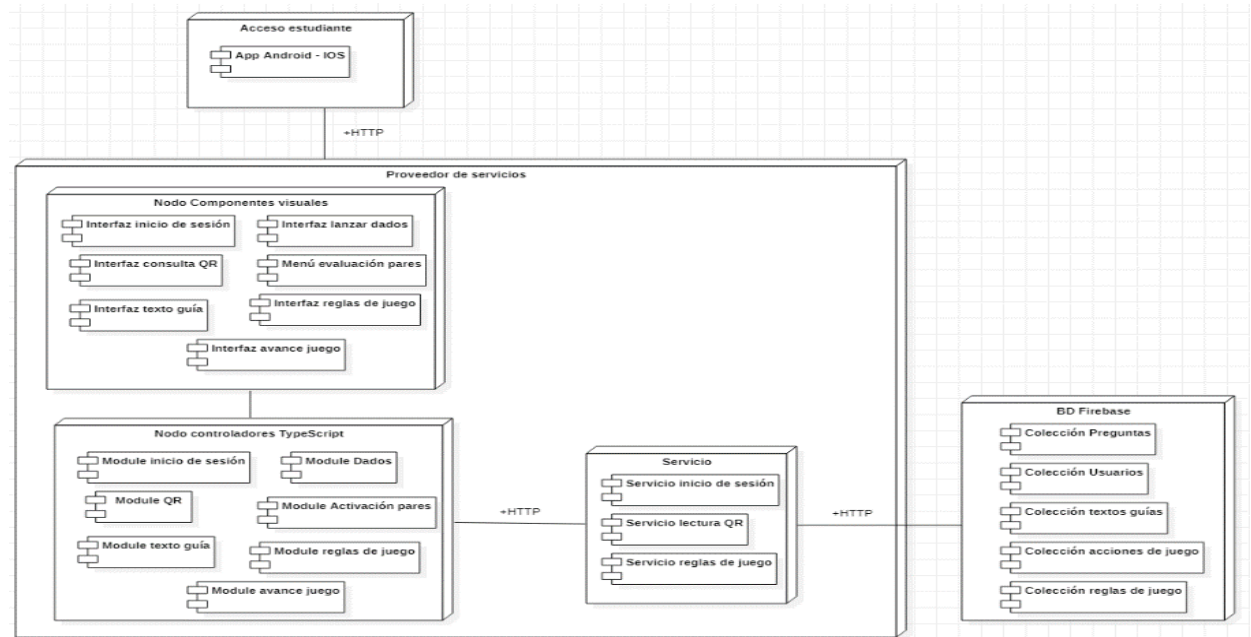 Acceso estudiante
App Android - IOS
+HTTP
Proveedor de servicios
Nodo Componentes visuales
Interfaz inicio de sesión
Interfaz lanzar dados
Interfaz consulta QR
Menú evaluación pares
Interfaz texto guía
Interfaz reglas de juego
Interfaz avance juego
Nodo controladores TypeScript
Module inicio de sesión
Module Dados
Module QR
Module Activación pares
Module texto guía
Module reglas de juego
Module avance juego
+HTTP
Servicio
Servicio inicio de sesión
Servicio lectura QR
Servicio reglas de juego
+HTTP
BD Firebase
Colección Preguntas
Colección Usuarios
Colección textos guías
Colección acciones de juego
Colección reglas de juego